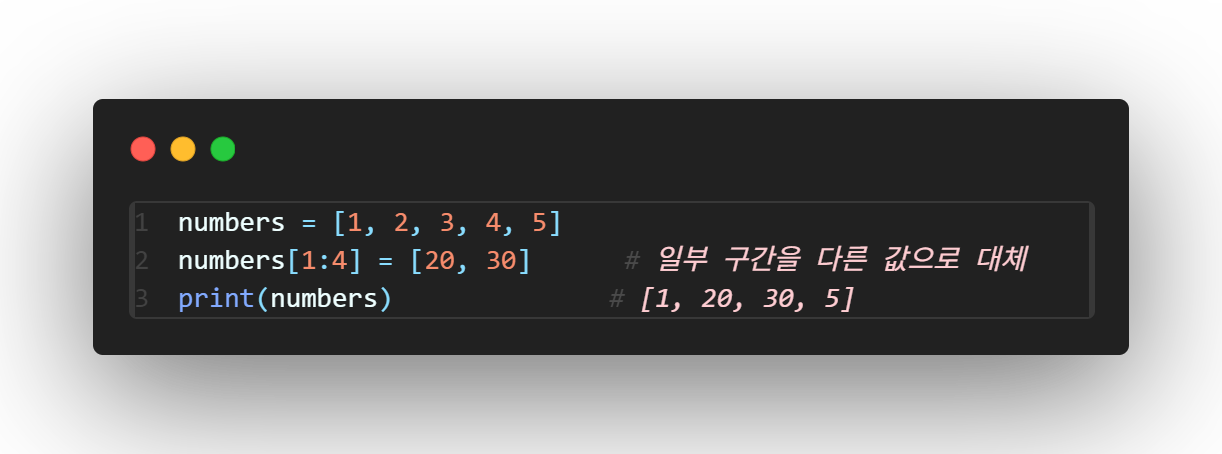 1 numbers = [1, 2, 3, 4, 5]
2 numbers[1:4] = [20, 30]      # 일부 구간을 다른 값으로 대체
3 print(numbers)              # [1, 20, 30, 5]